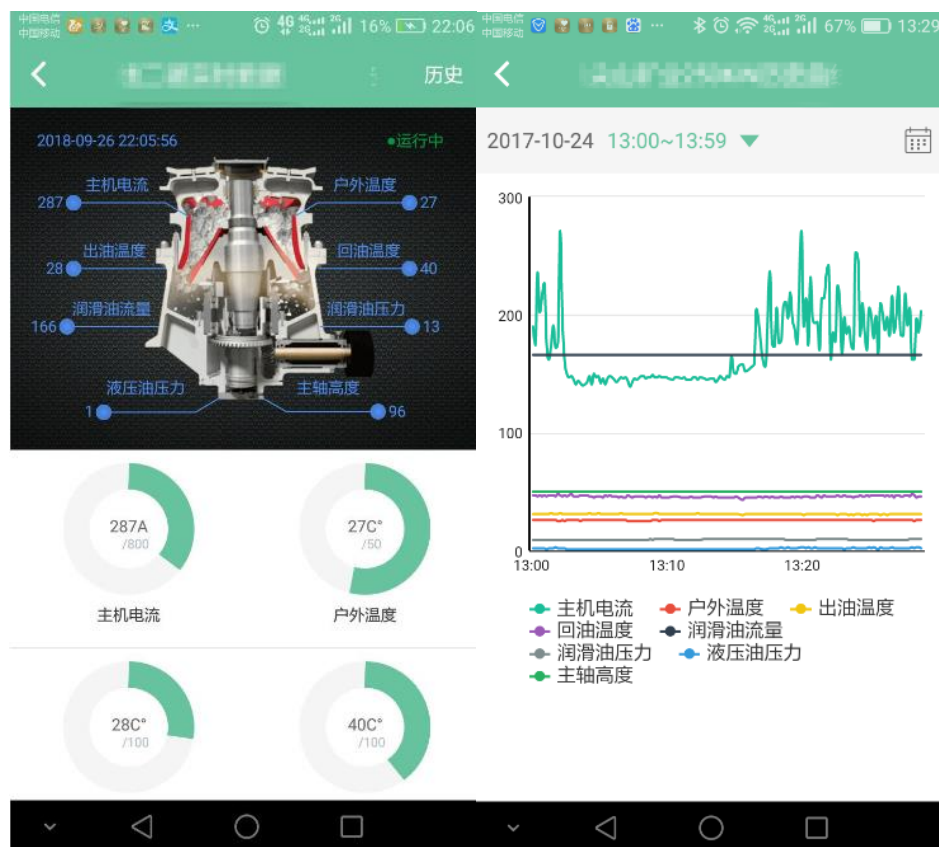 中国电信
中国移动
4G 4G 2G 2G 16% 22:06
历史
2018-09-26 22:05:56
运行中
主机电流
287
户外温度
27
出油温度
28
回油温度
40
润滑油流量
166
润滑油压力
13
液压油压力
1
主轴高度
96
287A
/800
主机电流
27C°
/50
户外温度
28C°
/100
40C°
/100
中国电信
中国移动
4G 2G 2G 67% 13:29
2017-10-24 13:00~13:59
300
200
100
0
13:00 13:10 13:20
主机电流 户外温度 出油温度
回油温度 润滑油流量
润滑油压力 液压油压力
主轴高度